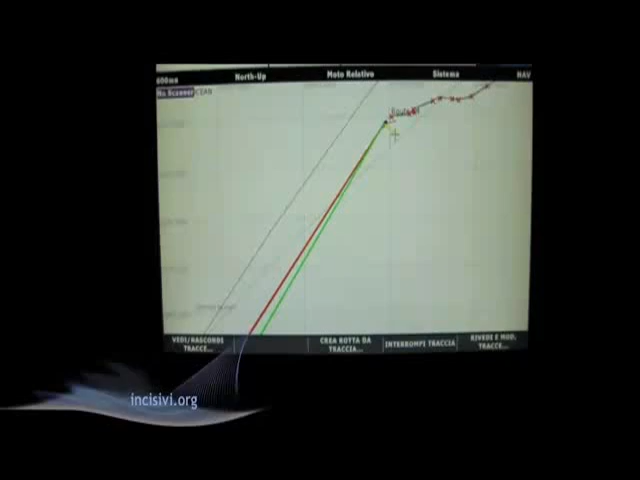 600mn North-Up Moto Relativo Sistema NAV
No Scanner
VEDI/NASCONDI TRACCE...
CREA ROTTA DA TRACCIA...
INTERROMPI TRACCIA
RIVEDI E MOD. TRACCE...
incisivi.org